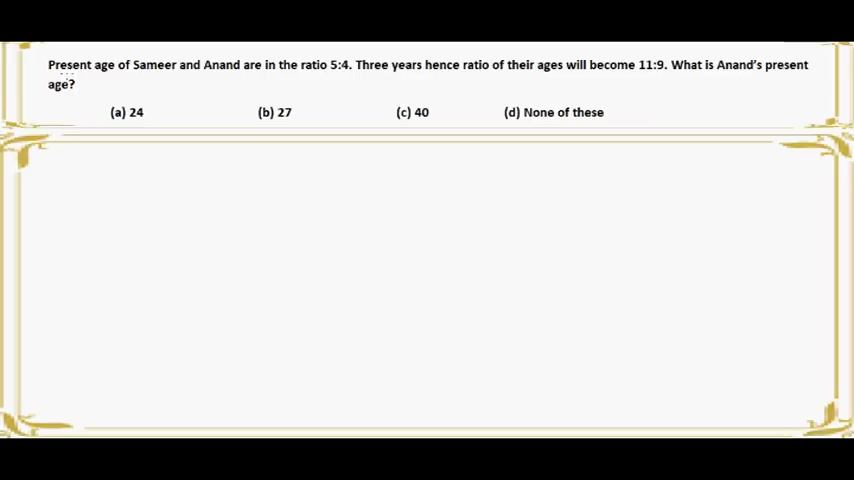 Present age of Sameer and Anand are in the ratio 5:4. Three years hence ratio of their ages will become 11:9. What is Anand's present
age?
(a) 24 (b) 27 (c) 40 (d) None of these